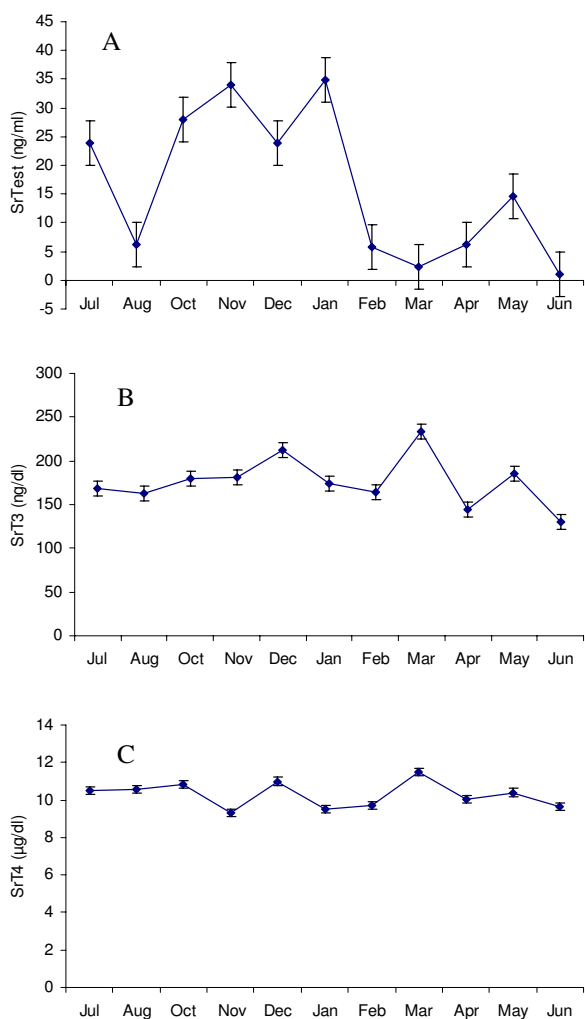 A
SrTest (ng/ml)
45
40
35
30
25
20
15
10
5
0
-5
Jul Aug Oct Nov Dec Jan Feb Mar Apr May Jun
B
SrT3 (ng/dl)
300
250
200
150
100
50
0
Jul Aug Oct Nov Dec Jan Feb Mar Apr May Jun
C
SrT4 (µg/dl)
14
12
10
8
6
4
2
0
Jul Aug Oct Nov Dec Jan Feb Mar Apr May Jun